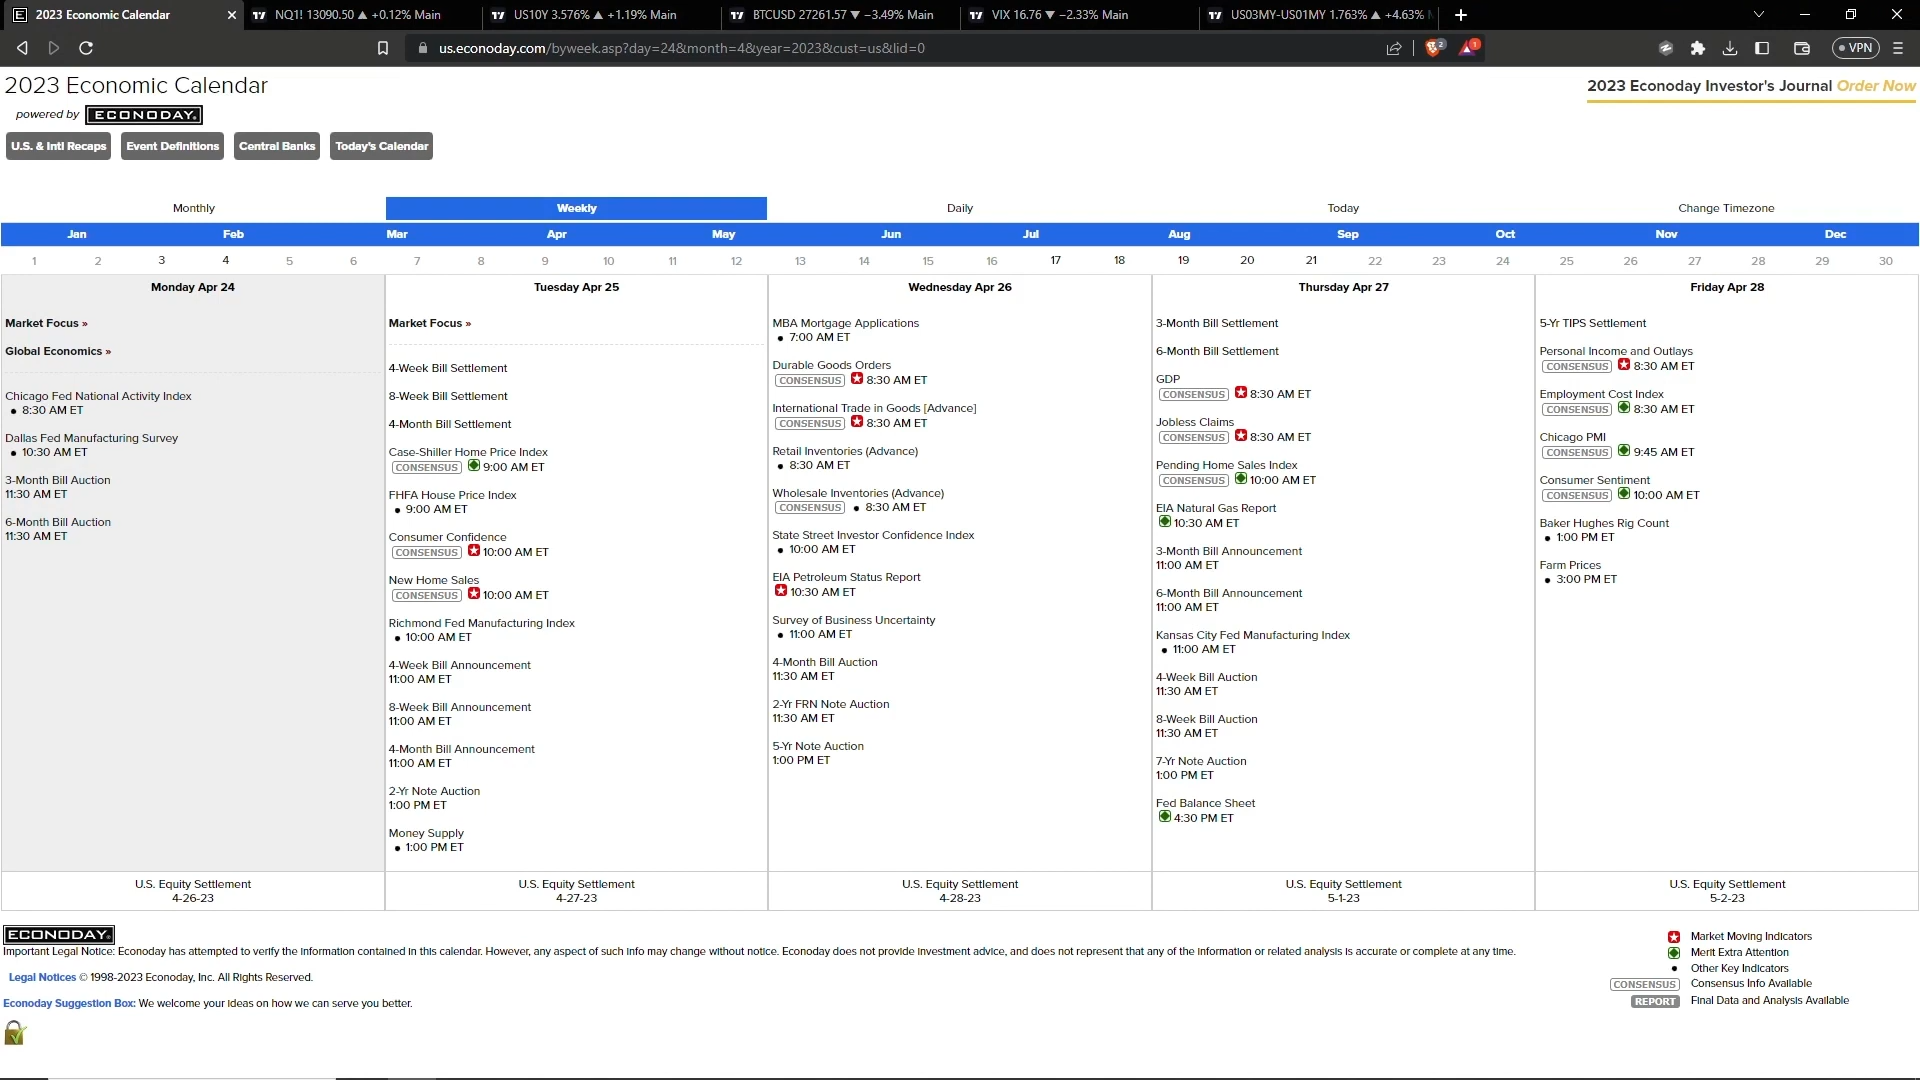 2023 Economic Calendar
NQ1! 13090.50 ▲ +0.12% Main
US10Y 3.576% ▲ +1.19% Main
BTCUSD 27261.57 ▼ −3.49% Main
VIX 16.76 ▼ −2.33% Main
US03MY-US01MY 1.763% ▲ +4.63%
us.econoday.com/byweek.asp?day=24&month=4&year=2023&cust=us&lid=0
2
1
VPN
2023 Economic Calendar
2023 Econoday Investor's Journal Order Now
powered by ECONODAY®
U.S. & Intl Recaps Event Definitions Central Banks Today's Calendar
Monthly Weekly Daily Today Change Timezone
Jan Feb Mar Apr May Jun Jul Aug Sep Oct Nov Dec
1 2 3 4 5 6 7 8 9 10 11 12 13 14 15 16 17 18 19 20 21 22 23 24 25 26 27 28 29 30
Monday Apr 24
Market Focus »
Global Economics »
Chicago Fed National Activity Index
• 8:30 AM ET
Dallas Fed Manufacturing Survey
• 10:30 AM ET
3-Month Bill Auction
11:30 AM ET
6-Month Bill Auction
11:30 AM ET
U.S. Equity Settlement
4-26-23
Tuesday Apr 25
Market Focus »
4-Week Bill Settlement
8-Week Bill Settlement
4-Month Bill Settlement
Case-Shiller Home Price Index
CONSENSUS 9:00 AM ET
FHFA House Price Index
• 9:00 AM ET
Consumer Confidence
CONSENSUS 10:00 AM ET
New Home Sales
CONSENSUS 10:00 AM ET
Richmond Fed Manufacturing Index
• 10:00 AM ET
4-Week Bill Announcement
11:00 AM ET
8-Week Bill Announcement
11:00 AM ET
4-Month Bill Announcement
11:00 AM ET
2-Yr Note Auction
1:00 PM ET
Money Supply
• 1:00 PM ET
U.S. Equity Settlement
4-27-23
Wednesday Apr 26
MBA Mortgage Applications
• 7:00 AM ET
Durable Goods Orders
CONSENSUS 8:30 AM ET
International Trade in Goods [Advance]
CONSENSUS 8:30 AM ET
Retail Inventories (Advance)
• 8:30 AM ET
Wholesale Inventories (Advance)
CONSENSUS • 8:30 AM ET
State Street Investor Confidence Index
• 10:00 AM ET
EIA Petroleum Status Report
10:30 AM ET
Survey of Business Uncertainty
• 11:00 AM ET
4-Month Bill Auction
11:30 AM ET
2-Yr FRN Note Auction
11:30 AM ET
5-Yr Note Auction
1:00 PM ET
U.S. Equity Settlement
4-28-23
Thursday Apr 27
3-Month Bill Settlement
6-Month Bill Settlement
GDP
CONSENSUS 8:30 AM ET
Jobless Claims
CONSENSUS 8:30 AM ET
Pending Home Sales Index
CONSENSUS 10:00 AM ET
EIA Natural Gas Report
10:30 AM ET
3-Month Bill Announcement
11:00 AM ET
6-Month Bill Announcement
11:00 AM ET
Kansas City Fed Manufacturing Index
• 11:00 AM ET
4-Week Bill Auction
11:30 AM ET
8-Week Bill Auction
11:30 AM ET
7-Yr Note Auction
1:00 PM ET
Fed Balance Sheet
4:30 PM ET
U.S. Equity Settlement
5-1-23
Friday Apr 28
5-Yr TIPS Settlement
Personal Income and Outlays
CONSENSUS 8:30 AM ET
Employment Cost Index
CONSENSUS 8:30 AM ET
Chicago PMI
CONSENSUS 9:45 AM ET
Consumer Sentiment
CONSENSUS 10:00 AM ET
Baker Hughes Rig Count
• 1:00 PM ET
Farm Prices
• 3:00 PM ET
U.S. Equity Settlement
5-2-23
ECONODAY®
Important Legal Notice: Econoday has attempted to verify the information contained in this calendar. However, any aspect of such info may change without notice. Econoday does not provide investment advice, and does not represent that any of the information or related analysis is accurate or complete at any time.
Legal Notices © 1998-2023 Econoday, Inc. All Rights Reserved.
Econoday Suggestion Box: We welcome your ideas on how we can serve you better.
Market Moving Indicators
Merit Extra Attention
• Other Key Indicators
CONSENSUS Consensus Info Available
REPORT Final Data and Analysis Available